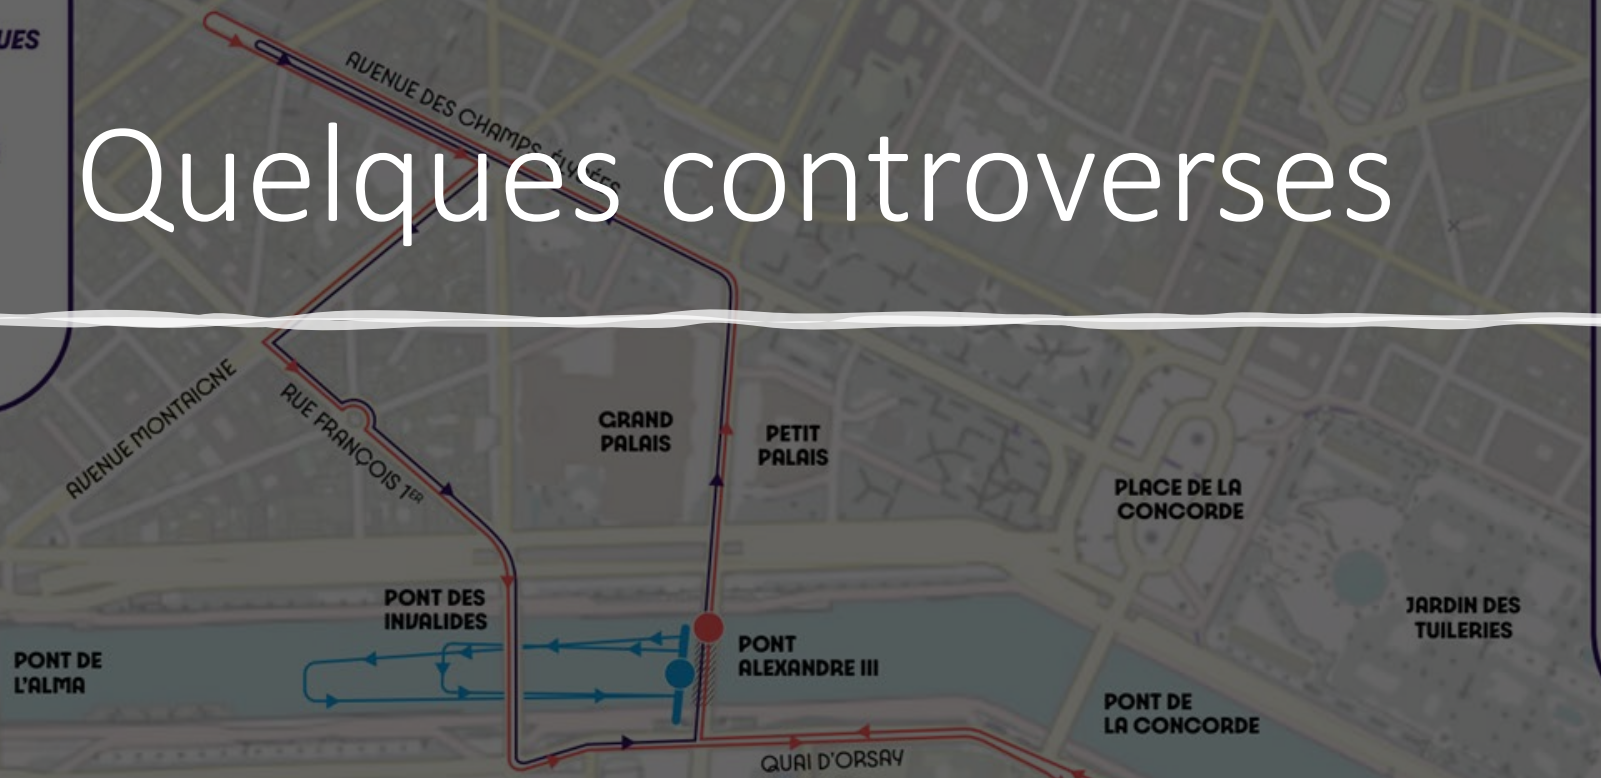 UES
AVENUE DES CHAMPS-ÉLYSÉES
Quelques controverses
AVENUE MONTAIGNE
RUE FRANÇOIS 1ER
GRAND
PALAIS
PETIT
PALAIS
PLACE DE LA
CONCORDE
PONT DES
INVALIDES
JARDIN DES
TUILERIES
PONT DE
L'ALMA
PONT
ALEXANDRE III
PONT DE
LA CONCORDE
QUAI D'ORSAY